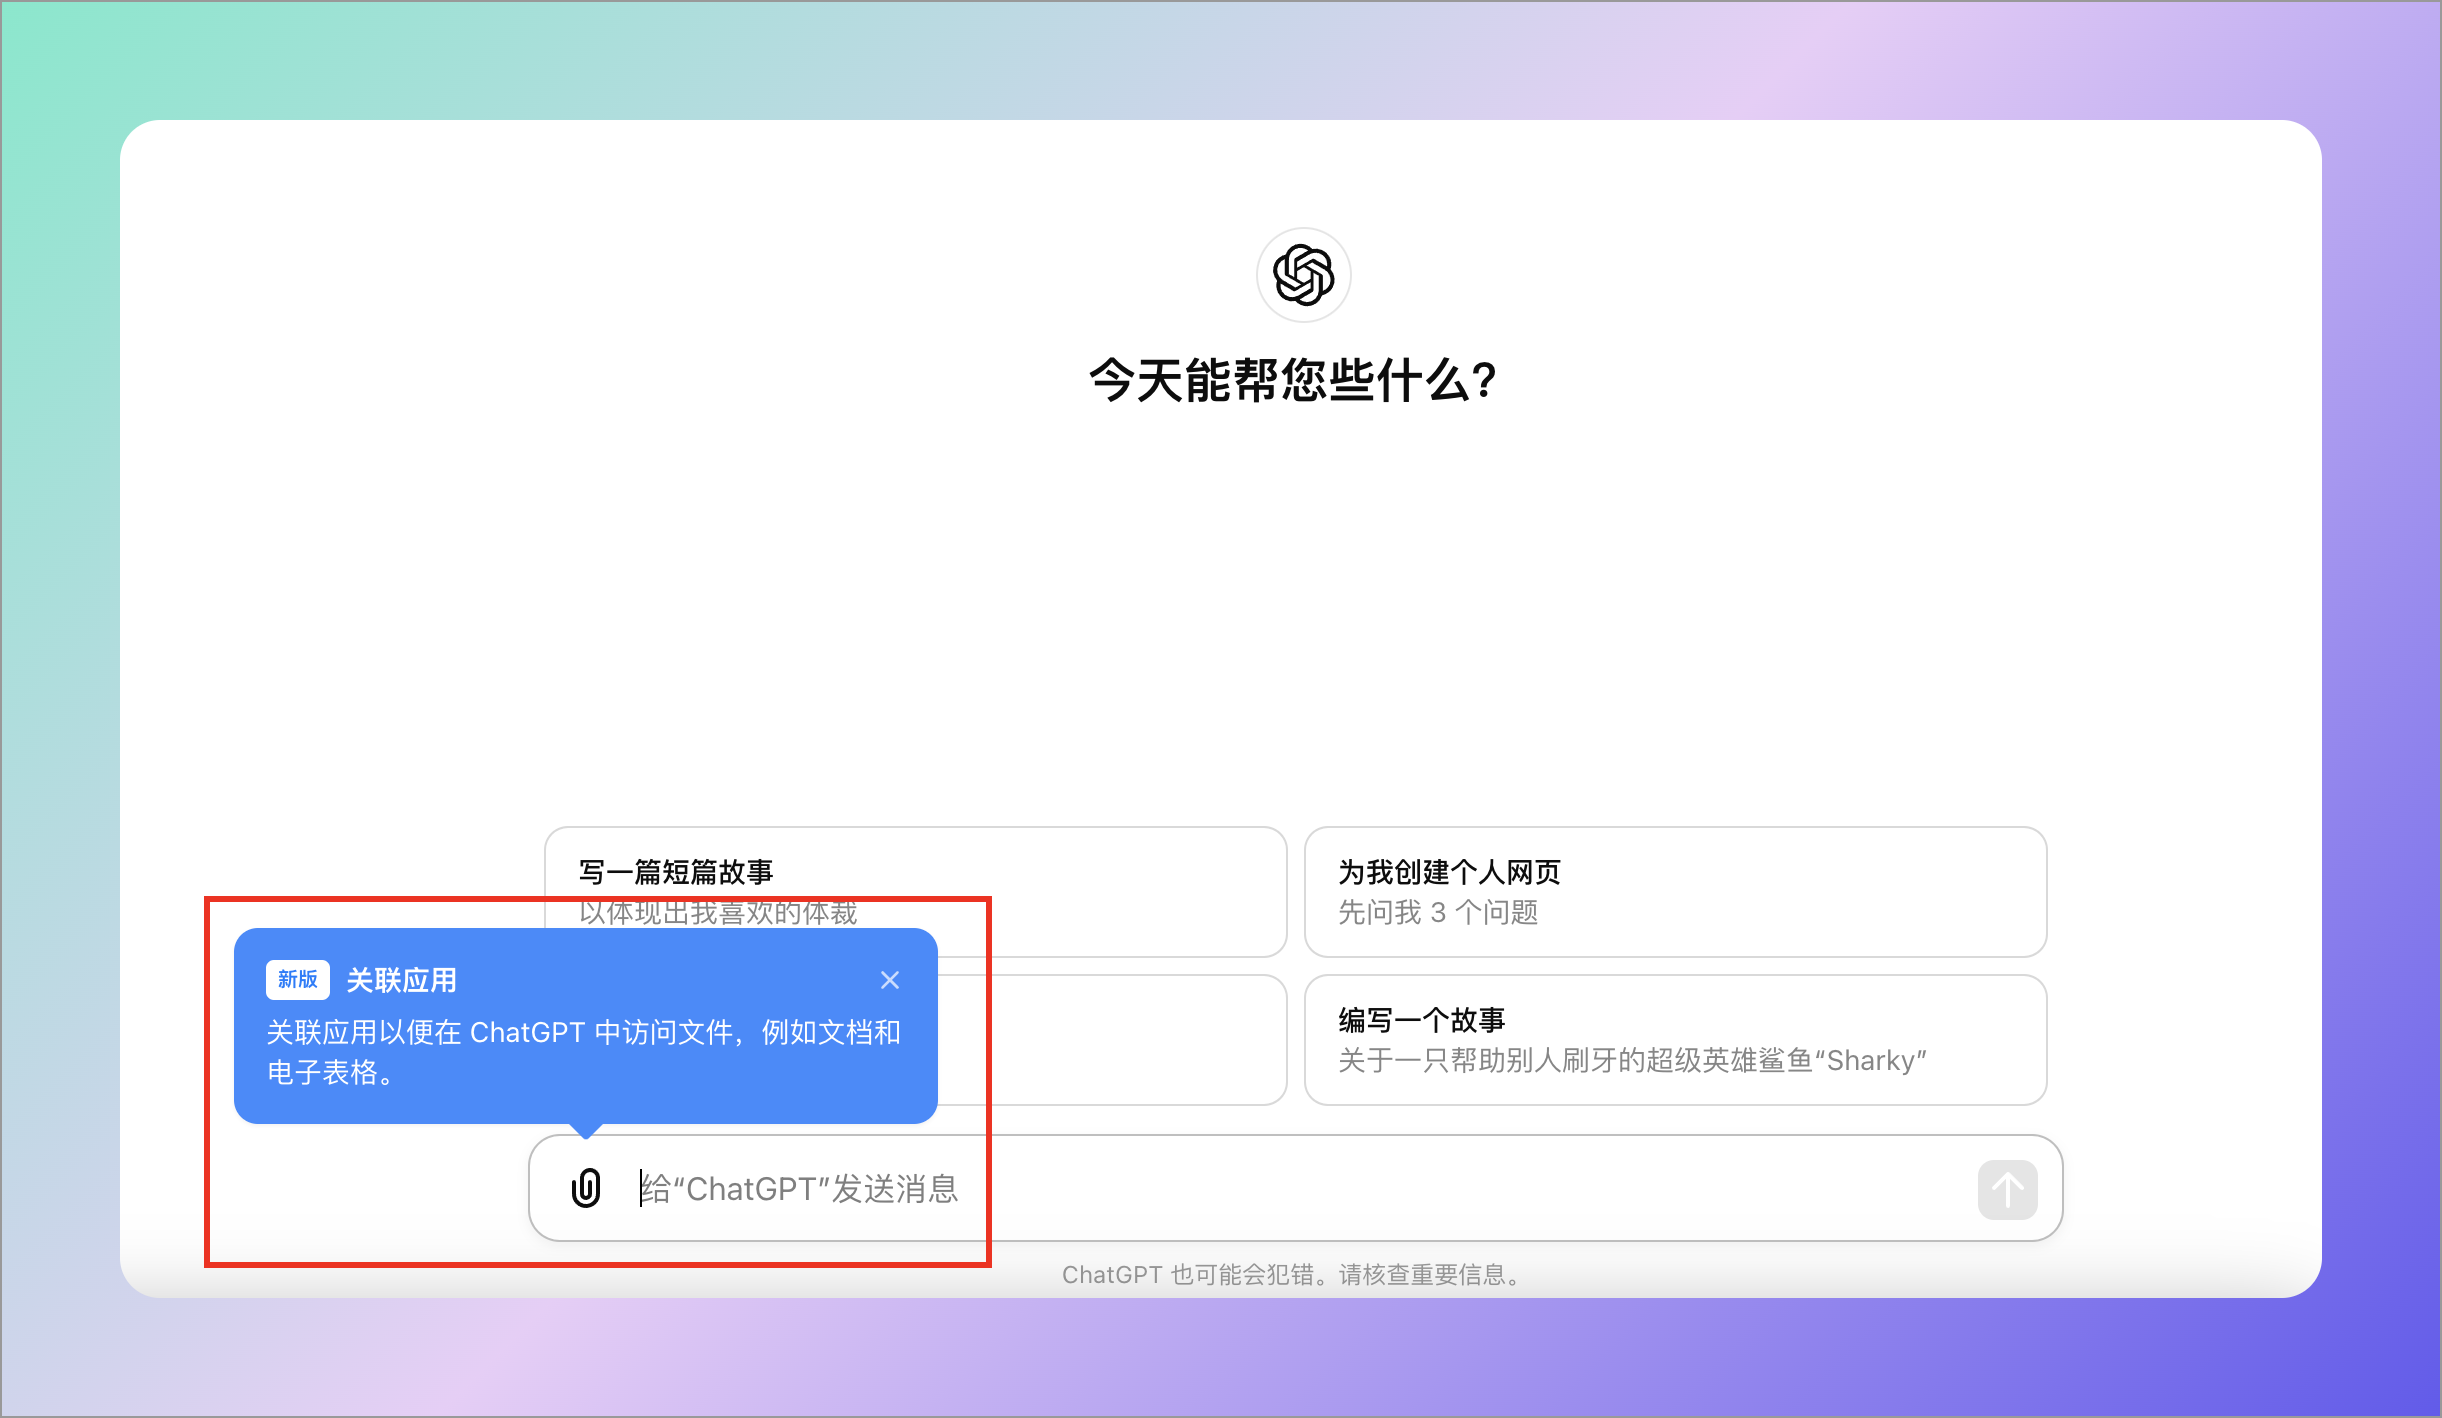 今天能帮您些什么?
写一篇短篇故事
以体现出我喜欢的体裁
为我创建个人网页
先问我 3 个问题
新版 关联应用
关联应用以便在 ChatGPT 中访问文件，例如文档和
电子表格。
编写一个故事
关于一只帮助别人刷牙的超级英雄鲨鱼“Sharky”
给“ChatGPT”发送消息
ChatGPT 也可能会犯错。请核查重要信息。